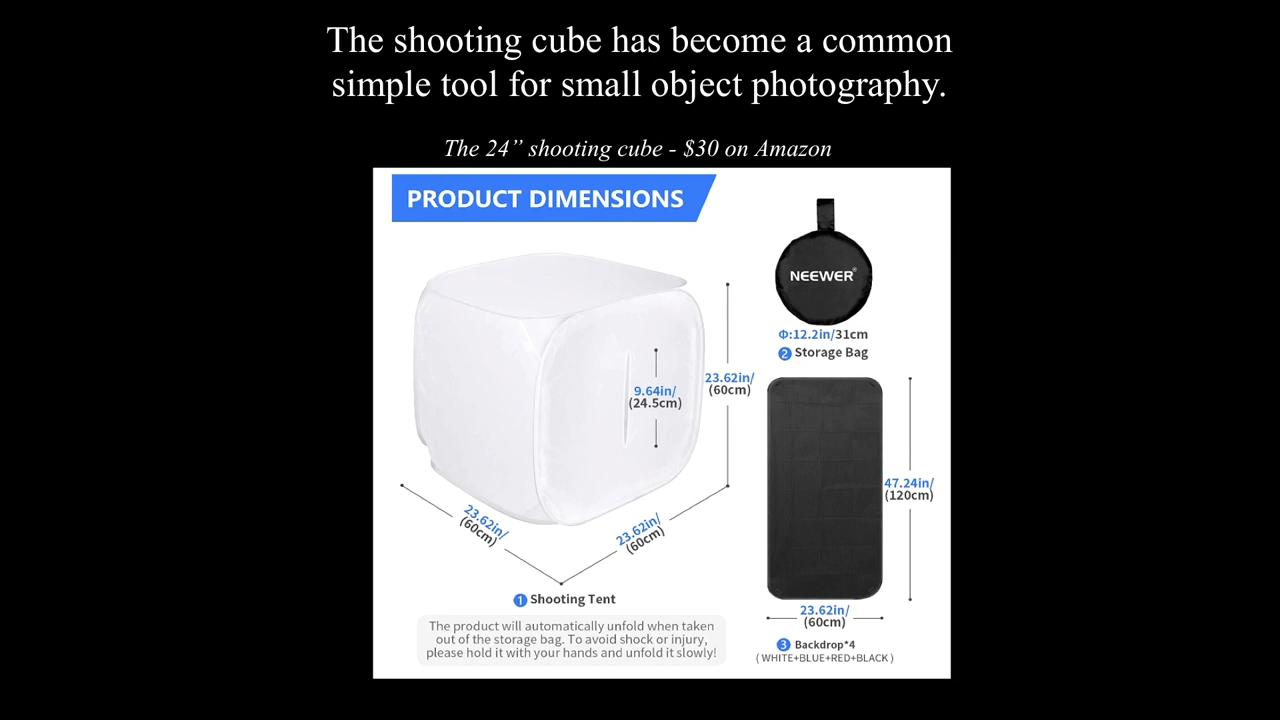 The shooting cube has become a common
simple tool for small object photography.
The 24” shooting cube - $30 on Amazon
PRODUCT DIMENSIONS
NEEWER®
Φ:12.2in/31cm
2 Storage Bag
9.64in/
(24.5cm)
23.62in/
(60cm)
47.24in/
(120cm)
23.62in/
(60cm)
23.62in/
(60cm)
1 Shooting Tent
23.62in/
(60cm)
The product will automatically unfold when taken
out of the storage bag. To avoid shock or injury,
please hold it with your hands and unfold it slowly!
3 Backdrop*4
( WHITE+BLUE+RED+BLACK )